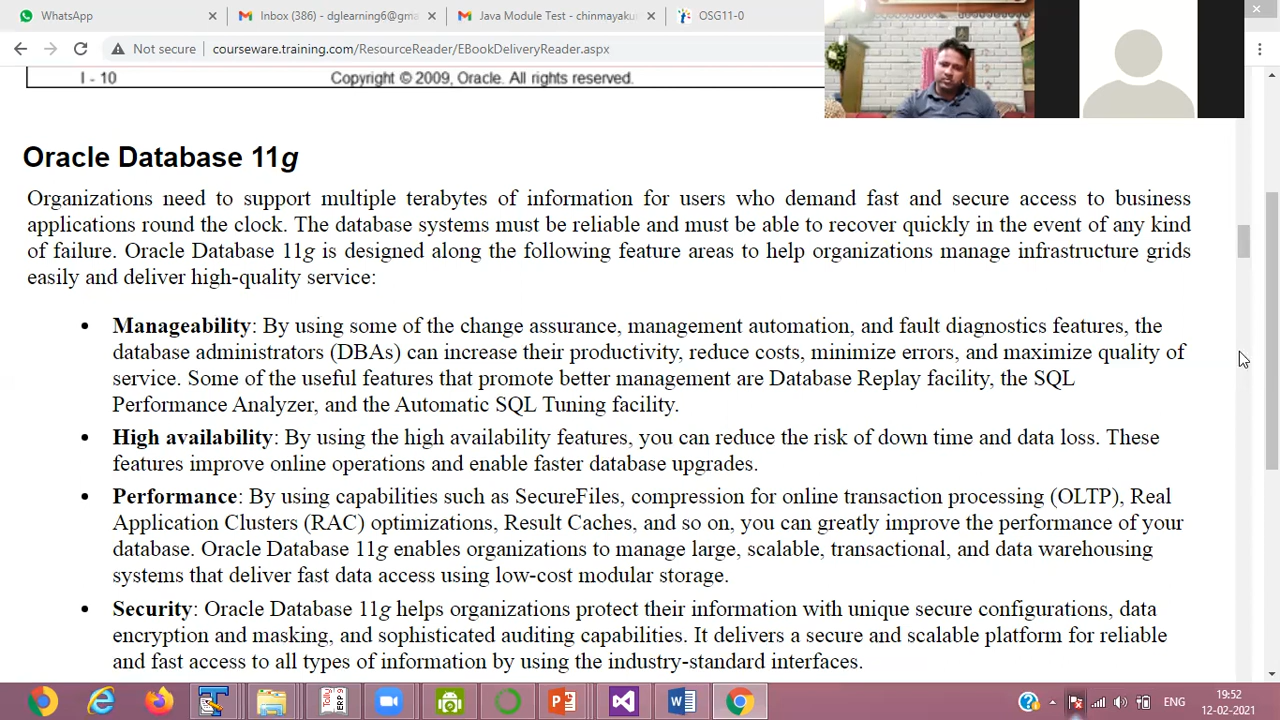 WhatsApp
Inbox(386) - dglearning6@gma
Java Module Test - chinmayaku
OSG11-0
Not secure
courseware.training.com/ResourceReader/EBookDeliveryReader.aspx
I - 10
Copyright © 2009, Oracle. All rights reserved.
Oracle Database 11g
Organizations need to support multiple terabytes of information for users who demand fast and secure access to business
applications round the clock. The database systems must be reliable and must be able to recover quickly in the event of any kind
of failure. Oracle Database 11g is designed along the following feature areas to help organizations manage infrastructure grids
easily and deliver high-quality service:
• Manageability: By using some of the change assurance, management automation, and fault diagnostics features, the
database administrators (DBAs) can increase their productivity, reduce costs, minimize errors, and maximize quality of
service. Some of the useful features that promote better management are Database Replay facility, the SQL
Performance Analyzer, and the Automatic SQL Tuning facility.
• High availability: By using the high availability features, you can reduce the risk of down time and data loss. These
features improve online operations and enable faster database upgrades.
• Performance: By using capabilities such as SecureFiles, compression for online transaction processing (OLTP), Real
Application Clusters (RAC) optimizations, Result Caches, and so on, you can greatly improve the performance of your
database. Oracle Database 11g enables organizations to manage large, scalable, transactional, and data warehousing
systems that deliver fast data access using low-cost modular storage.
• Security: Oracle Database 11g helps organizations protect their information with unique secure configurations, data
encryption and masking, and sophisticated auditing capabilities. It delivers a secure and scalable platform for reliable
and fast access to all types of information by using the industry-standard interfaces.
ENG
19:52
12-02-2021